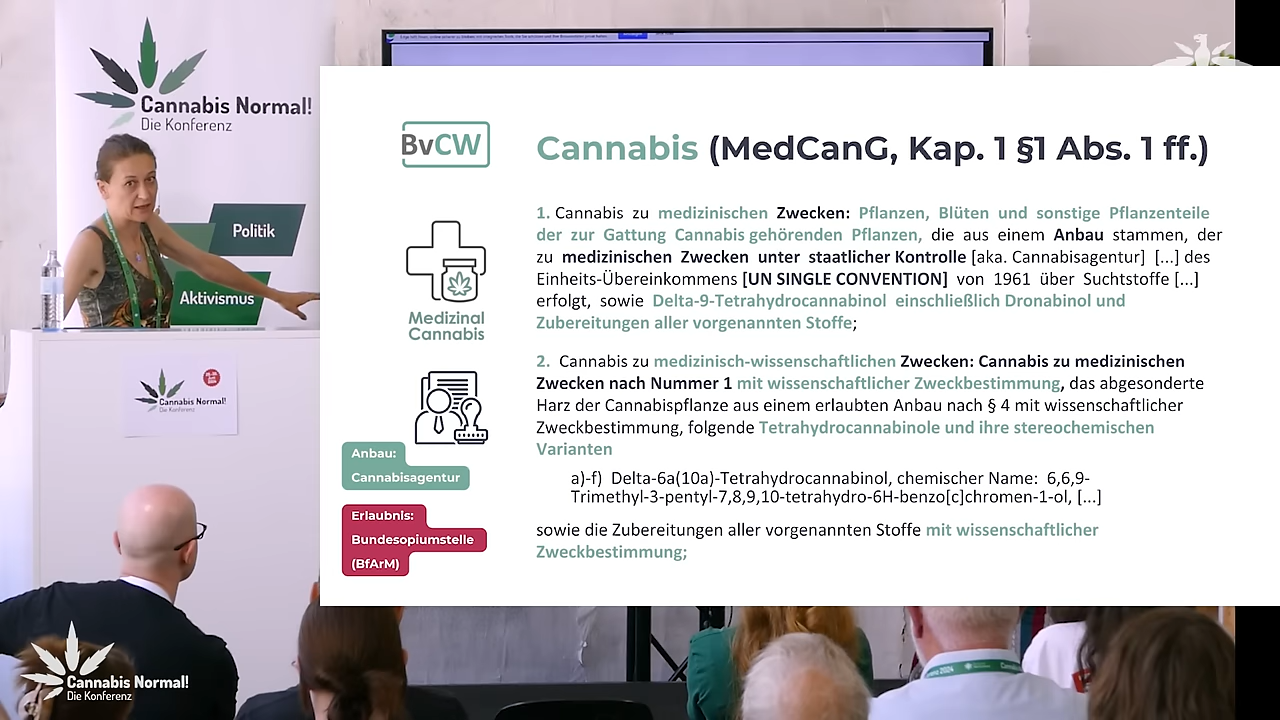 Cannabis Normal!
Die Konferenz
Politik
Aktivismus
Cannabis Normal!
Die Konferenz
BvCW
Cannabis (MedCanG, Kap. 1 §1 Abs. 1 ff.)
Medizinal
Cannabis
1. Cannabis zu medizinischen Zwecken: Pflanzen, Blüten und sonstige Pflanzenteile
der zur Gattung Cannabis gehörenden Pflanzen, die aus einem Anbau stammen, der
zu medizinischen Zwecken unter staatlicher Kontrolle [aka. Cannabisagentur] [...] des
Einheits-Übereinkommens [UN SINGLE CONVENTION] von 1961 über Suchtstoffe [...]
erfolgt, sowie Delta-9-Tetrahydrocannabinol einschließlich Dronabinol und
Zubereitungen aller vorgenannten Stoffe;
2. Cannabis zu medizinisch-wissenschaftlichen Zwecken: Cannabis zu medizinischen
Zwecken nach Nummer 1 mit wissenschaftlicher Zweckbestimmung, das abgesonderte
Harz der Cannabispflanze aus einem erlaubten Anbau nach § 4 mit wissenschaftlicher
Zweckbestimmung, folgende Tetrahydrocannabinole und ihre stereochemischen
Varianten
a)-f) Delta-6a(10a)-Tetrahydrocannabinol, chemischer Name: 6,6,9-
Trimethyl-3-pentyl-7,8,9,10-tetrahydro-6H-benzo[c]chromen-1-ol, [...]
sowie die Zubereitungen aller vorgenannten Stoffe mit wissenschaftlicher
Zweckbestimmung;
Anbau:
Cannabisagentur
Erlaubnis:
Bundesopiumstelle
(BfArM)
Cannabis Normal!
Die Konferenz